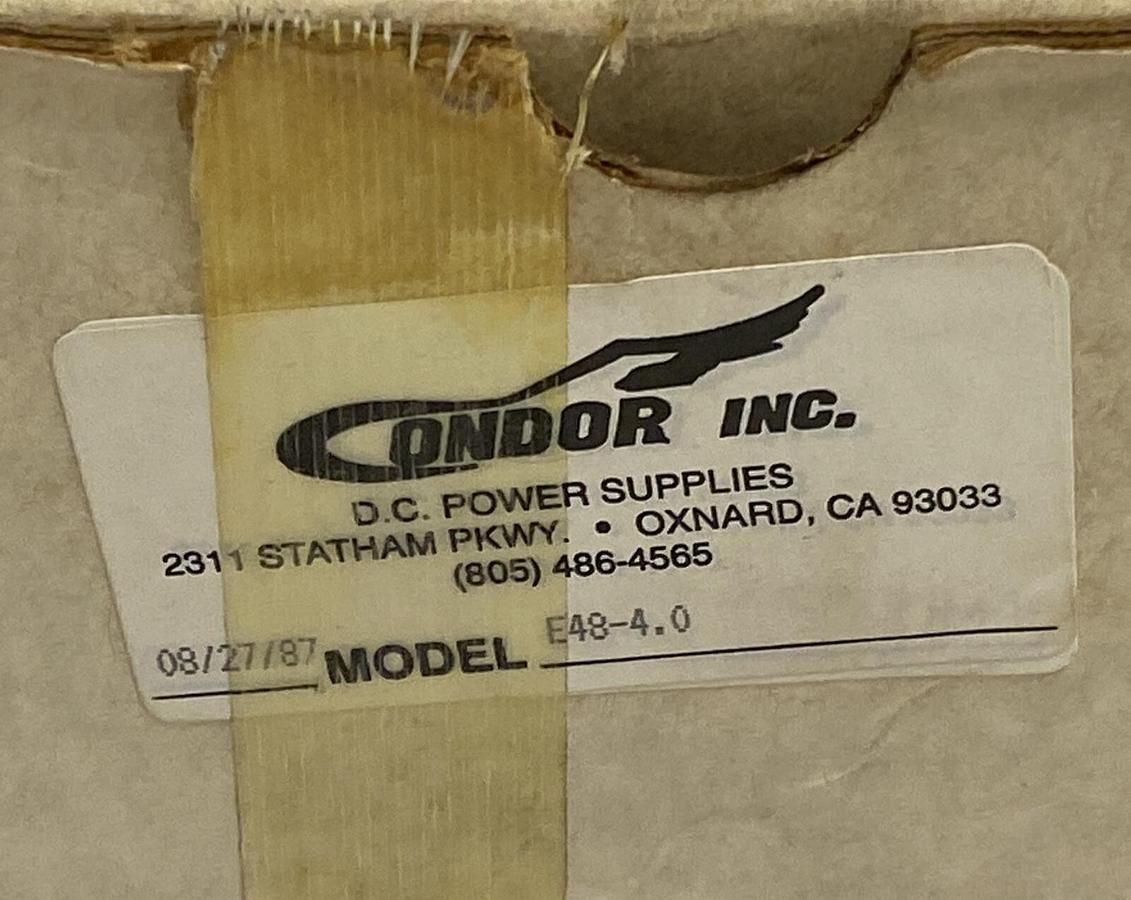 CONDOR INC.
D.C. POWER SUPPLIES
2311 STATHAM PKWY. • OXNARD, CA 93033
(805) 486-4565
08/27/87 MODEL E48-4.0